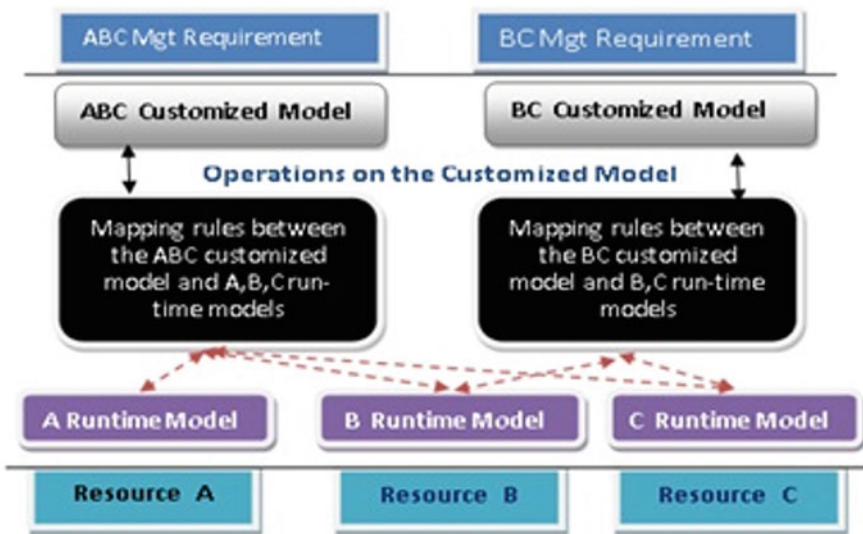 ABC Mgt Requirement
BC Mgt Requirement
ABC Customized Model
BC Customized Model
Operations on the Customized Model
Mapping rules between
the ABC customized
model and A,B,C run-
time models
Mapping rules between
the BC customized
model and B,C run-time
models
A Runtime Model
B Runtime Model
C Runtime Model
Resource A
Resource B
Resource C